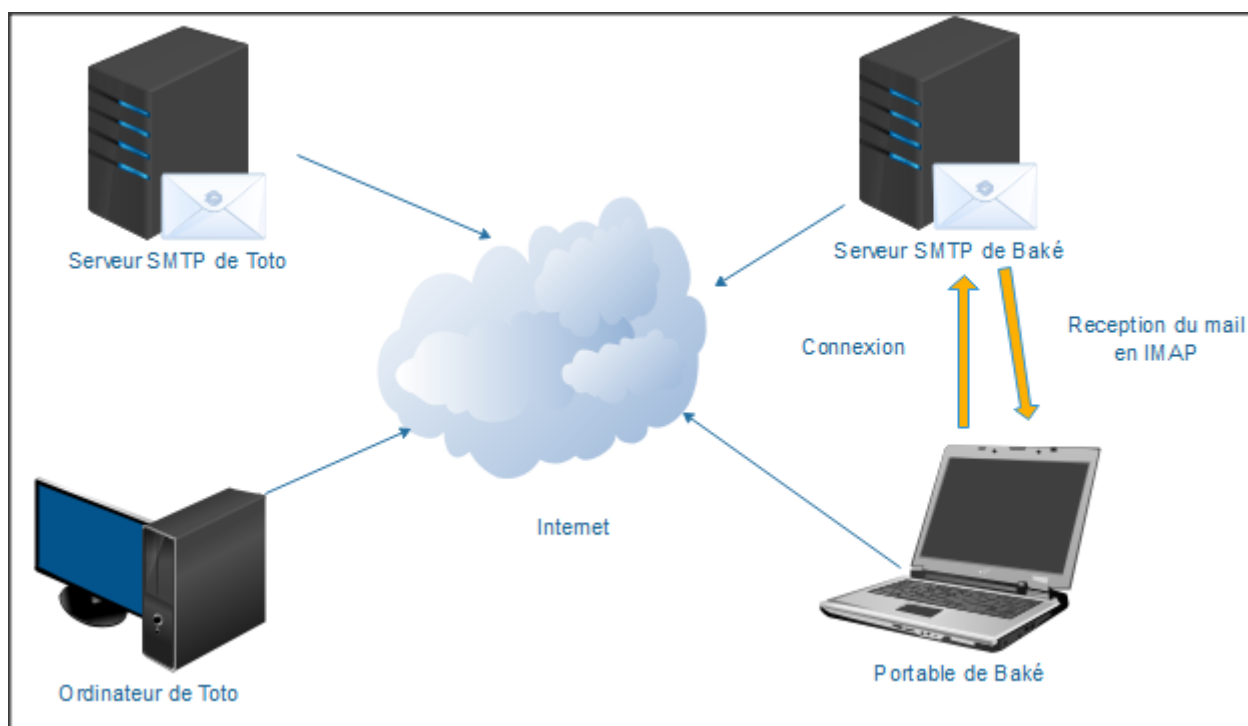 Serveur SMTP de Toto
Serveur SMTP de Baké
Connexion
Reception du mail
en IMAP
Internet
Ordinateur de Toto
Portable de Baké